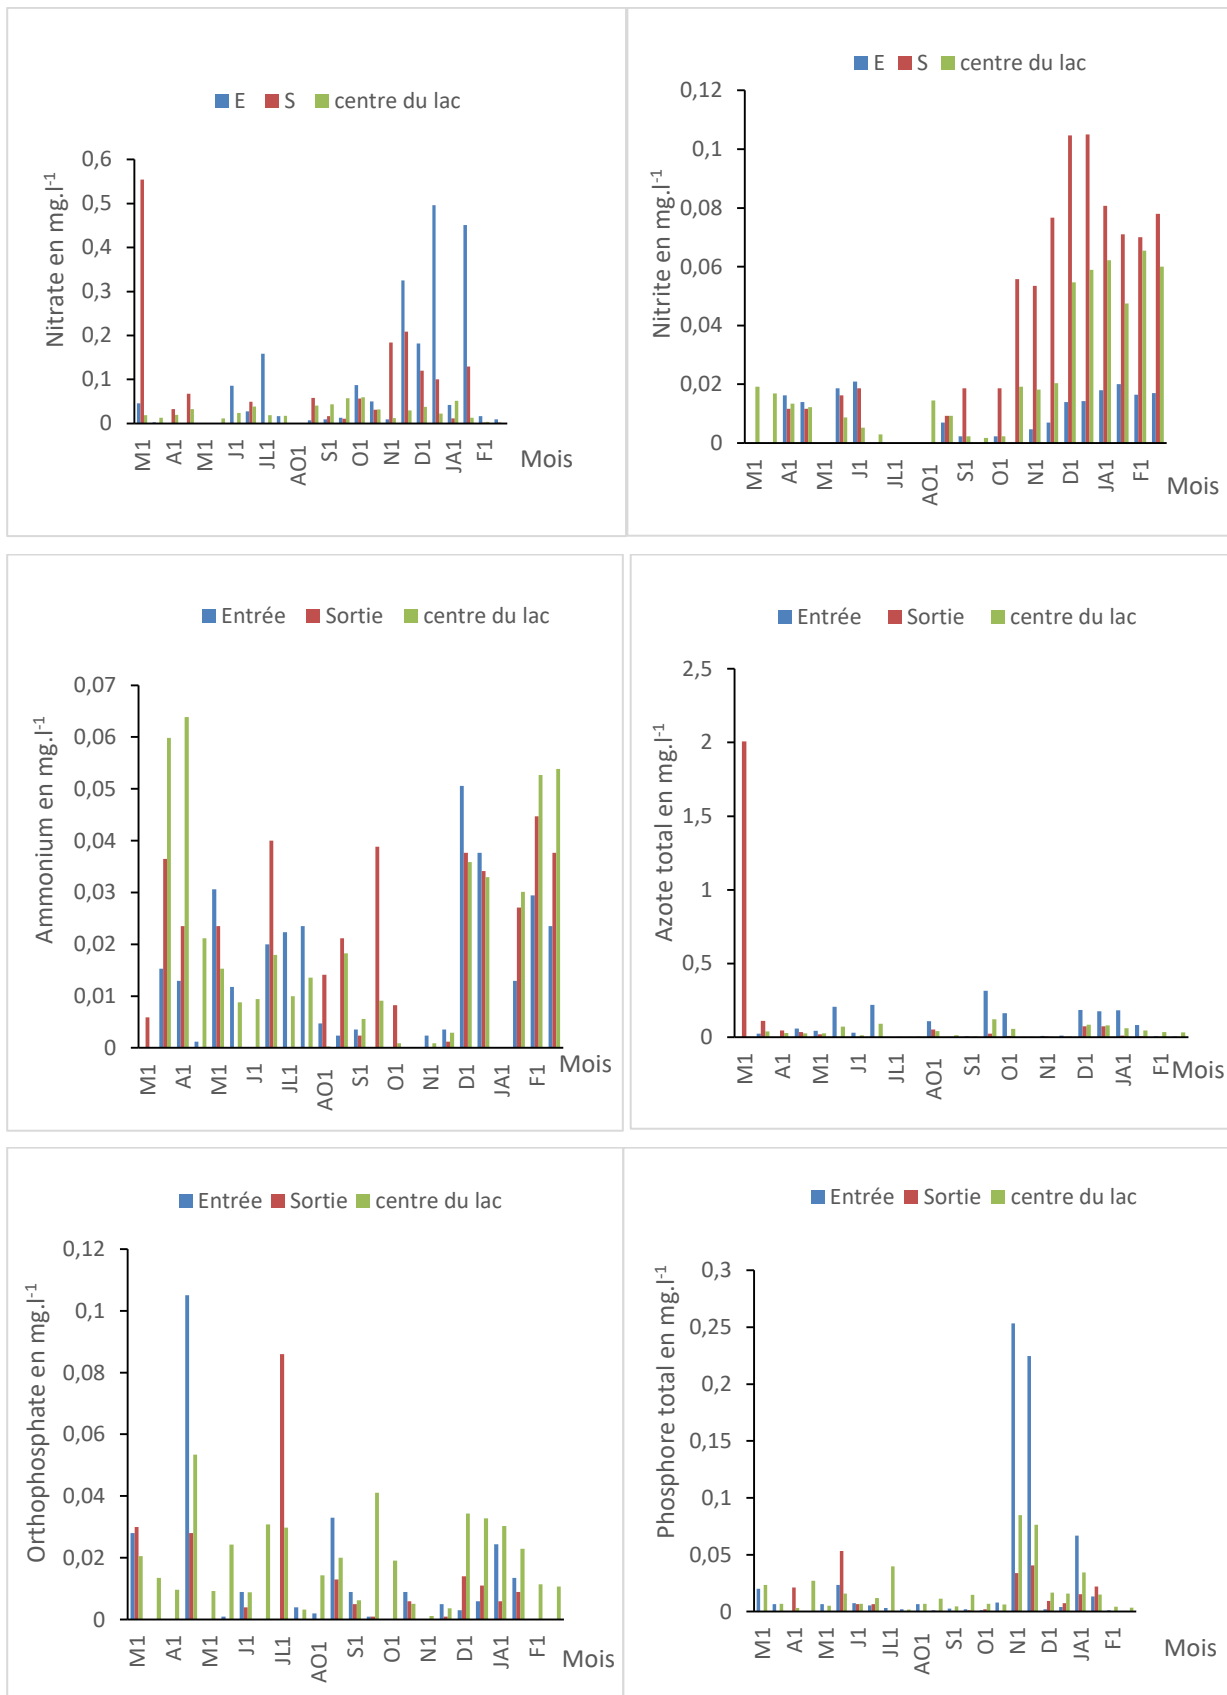 E S centre du lac
0,6
0,5
0,4
0,3
0,2
0,1
0
Nitrate en mg.l-1
M1 A1 M1 J1 JL1 AO1 S1 O1 N1 D1 JA1 F1
Mois
E S centre du lac
0,12
0,1
0,08
0,06
0,04
0,02
0
Nitrite en mg.l-1
M1 A1 M1 J1 JL1 AO1 S1 O1 N1 D1 JA1 F1
Mois
Entrée Sortie centre du lac
0,07
0,06
0,05
0,04
0,03
0,02
0,01
0
Ammonium en mg.l-1
M1 A1 M1 J1 JL1 AO1 S1 O1 N1 D1 JA1 F1
Mois
Entrée Sortie centre du lac
2,5
2
1,5
1
0,5
0
Azote total en mg.l-1
M1 A1 M1 J1 JL1 AO1 S1 O1 N1 D1 JA1 F1
Mois
Entrée Sortie centre du lac
0,12
0,1
0,08
0,06
0,04
0,02
0
Orthophosphate en mg.l-1
M1 A1 M1 J1 JL1 AO1 S1 O1 N1 D1 JA1 F1
Mois
Entrée Sortie centre du lac
0,3
0,25
0,2
0,15
0,1
0,05
0
Phosphore total en mg.l-1
M1 A1 M1 J1 JL1 AO1 S1 O1 N1 D1 JA1 F1
Mois